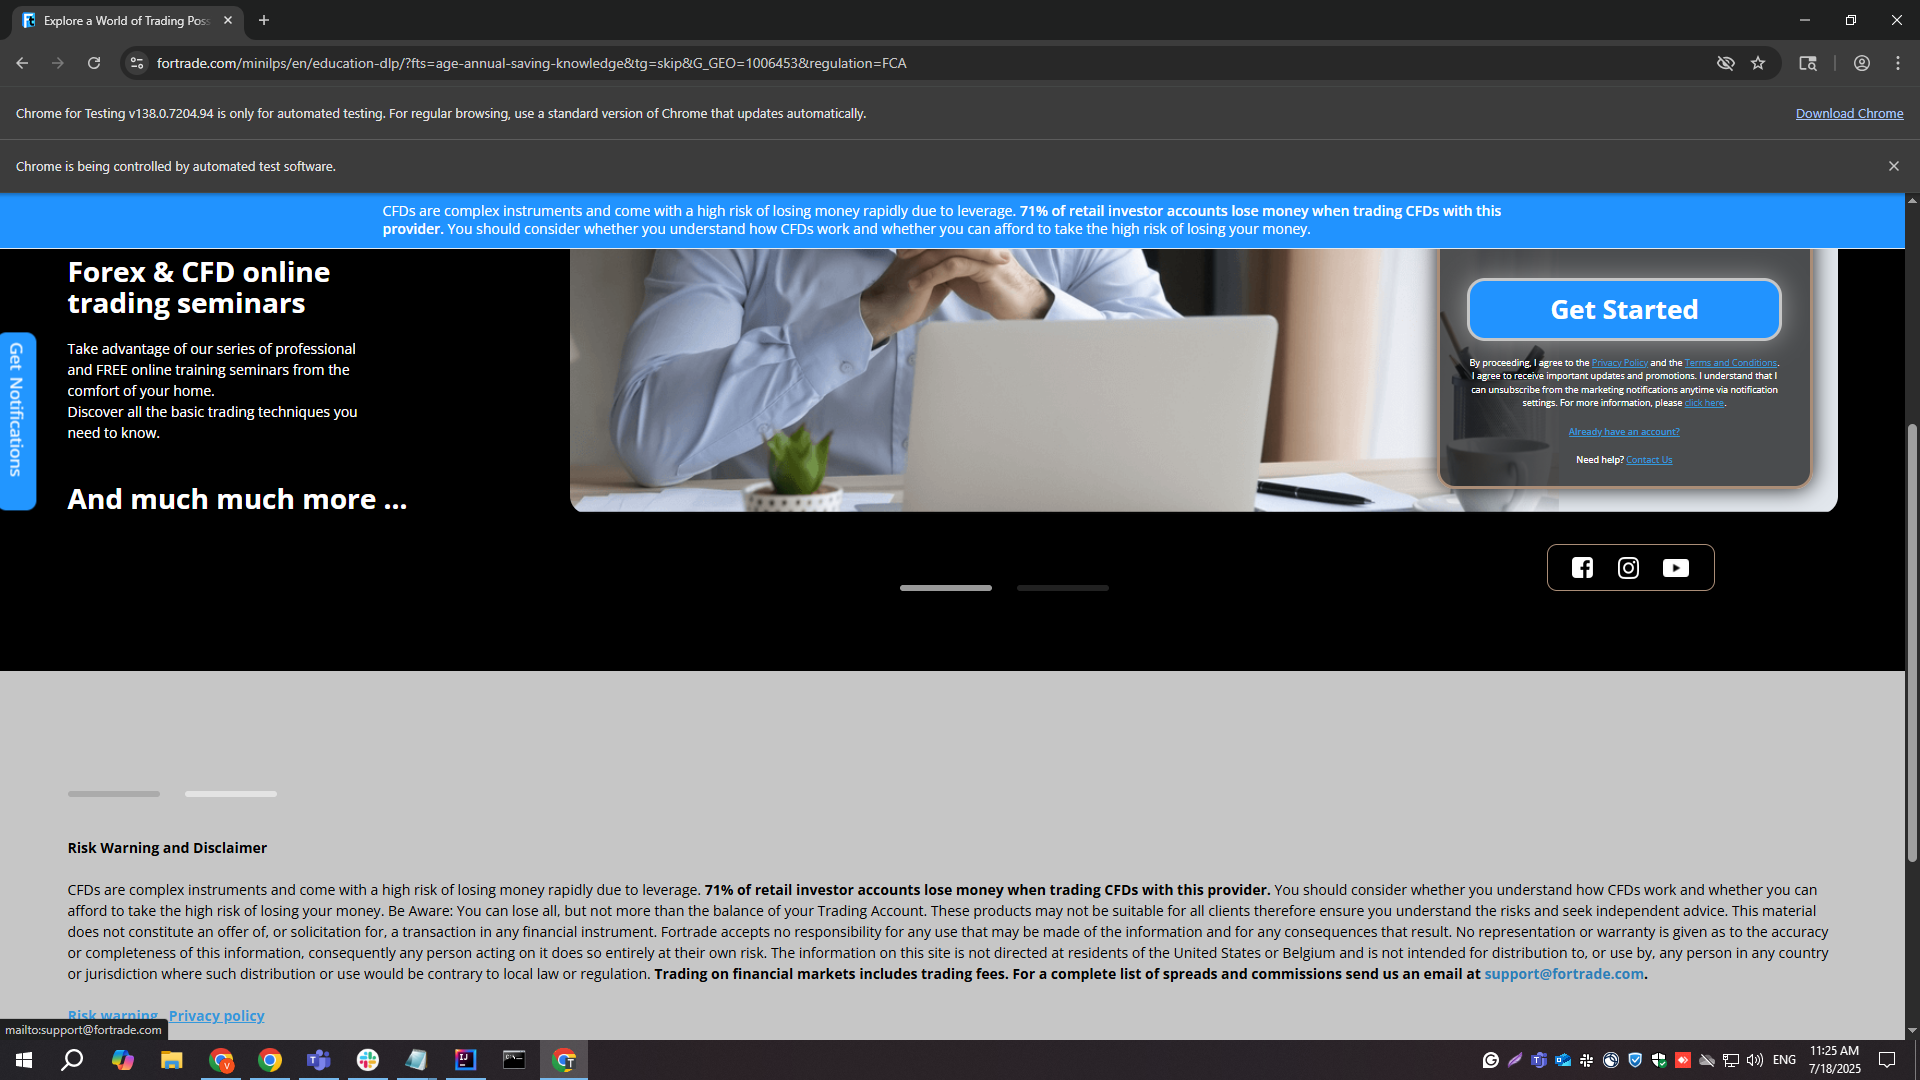 Explore a World of Trading Pos
fortrade.com/minilps/en/education-dlp/?fts=age-annual-saving-knowledge&tg=skip&G_GEO=1006453&regulation=FCA
Chrome for Testing v138.0.7204.94 is only for automated testing. For regular browsing, use a standard version of Chrome that updates automatically.
Download Chrome
Chrome is being controlled by automated test software.
CFDs are complex instruments and come with a high risk of losing money rapidly due to leverage. 71% of retail investor accounts lose money when trading CFDs with this
provider. You should consider whether you understand how CFDs work and whether you can afford to take the high risk of losing your money.
Forex & CFD online
trading seminars
Take advantage of our series of professional
and FREE online training seminars from the
comfort of your home.
Discover all the basic trading techniques you
need to know.
And much much more ...
Get Notifications
Get Started
By proceeding, I agree to the Privacy Policy and the Terms and Conditions.
I agree to receive important updates and promotions. I understand that I
can unsubscribe from the marketing notifications anytime via notification
settings. For more information, please click here.
Already have an account?
Need help? Contact Us
Risk Warning and Disclaimer
CFDs are complex instruments and come with a high risk of losing money rapidly due to leverage. 71% of retail investor accounts lose money when trading CFDs with this provider. You should consider whether you understand how CFDs work and whether you can
afford to take the high risk of losing your money. Be Aware: You can lose all, but not more than the balance of your Trading Account. These products may not be suitable for all clients therefore ensure you understand the risks and seek independent advice. This material
does not constitute an offer of, or solicitation for, a transaction in any financial instrument. Fortrade accepts no responsibility for any use that may be made of the information and for any consequences that result. No representation or warranty is given as to the accuracy
or completeness of this information, consequently any person acting on it does so entirely at their own risk. The information on this site is not directed at residents of the United States or Belgium and is not intended for distribution to, or use by, any person in any country
or jurisdiction where such distribution or use would be contrary to local law or regulation. Trading on financial markets includes trading fees. For a complete list of spreads and commissions send us an email at support@fortrade.com.
Risk warning Privacy policy
mailto:support@fortrade.com
ENG
11:25 AM
7/18/2025